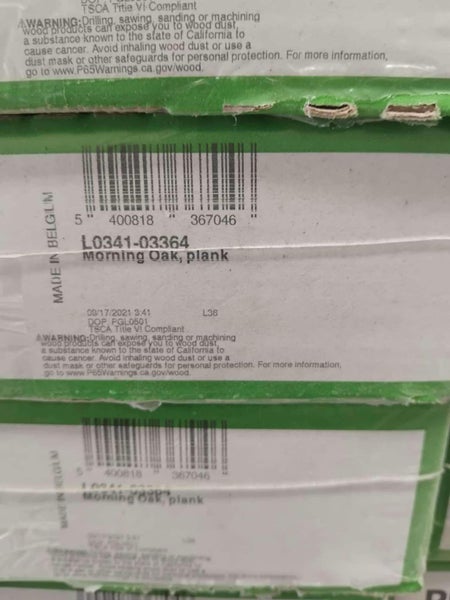 TSCA Title VI Compliant
WARNING: Drilling, sawing, sanding or machining
wood products can expose you to wood dust,
a substance known to the state of California to
cause cancer. Avoid inhaling wood dust or use a
dust mask or other safeguards for personal protection. For more information,
go to www.P65Warnings.ca.gov/wood.
MADE IN BELGIUM
5 400818 367046
L0341-03364
Morning Oak, plank
09/17/2021 3:41 L36
DOP PGL0501
TSCA Title VI Compliant
WARNING: Drilling, sawing, sanding or machining
wood products can expose you to wood dust,
a substance known to the state of California to
cause cancer. Avoid inhaling wood dust or use a
dust mask or other safeguards for personal protection. For more information,
go to www.P65Warnings.ca.gov/wood.
MADE IN BELGIUM
5 400818 367046
L0341-03364
Morning Oak, plank